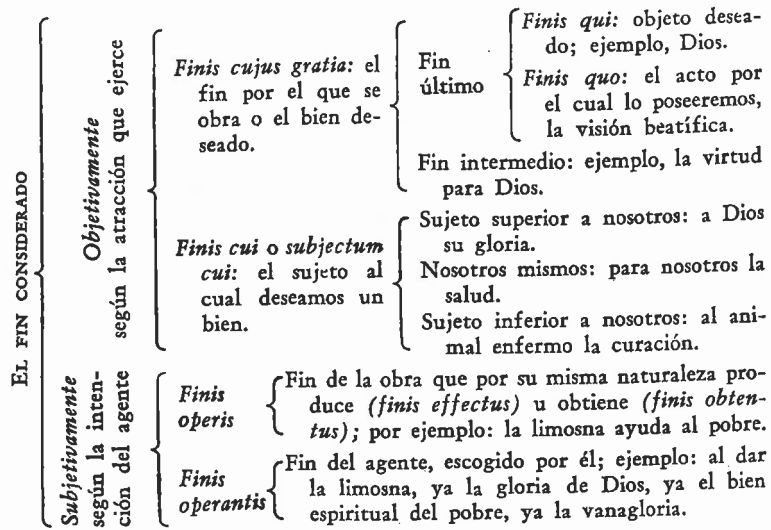 EL FIN CONSIDERADO
Objetivamente
según la atracción que ejerce
Finis cujus gratia: el
fin por el que se
obra o el bien de-
seado.
Fin
último
Finis qui: objeto desea-
do; ejemplo, Dios.
Finis quo: el acto por
el cual lo poseeremos,
la visión beatífica.
Fin intermedio: ejemplo, la virtud
para Dios.
Finis cui o subjectum
cui: el sujeto al
cual deseamos un
bien.
Sujeto superior a nosotros: a Dios
su gloria.
Nosotros mismos: para nosotros la
salud.
Sujeto inferior a nosotros: al ani-
mal enfermo la curación.
Subjetivamente
según la inten-
ción del agente
Finis
operis
Fin de la obra que por su misma naturaleza pro-
duce (finis effectus) u obtiene (finis obten-
tus); por ejemplo: la limosna ayuda al pobre.
Finis
operantis
Fin del agente, escogido por él; ejemplo: al dar
la limosna, ya la gloria de Dios, ya el bien
espiritual del pobre, ya la vanagloria.